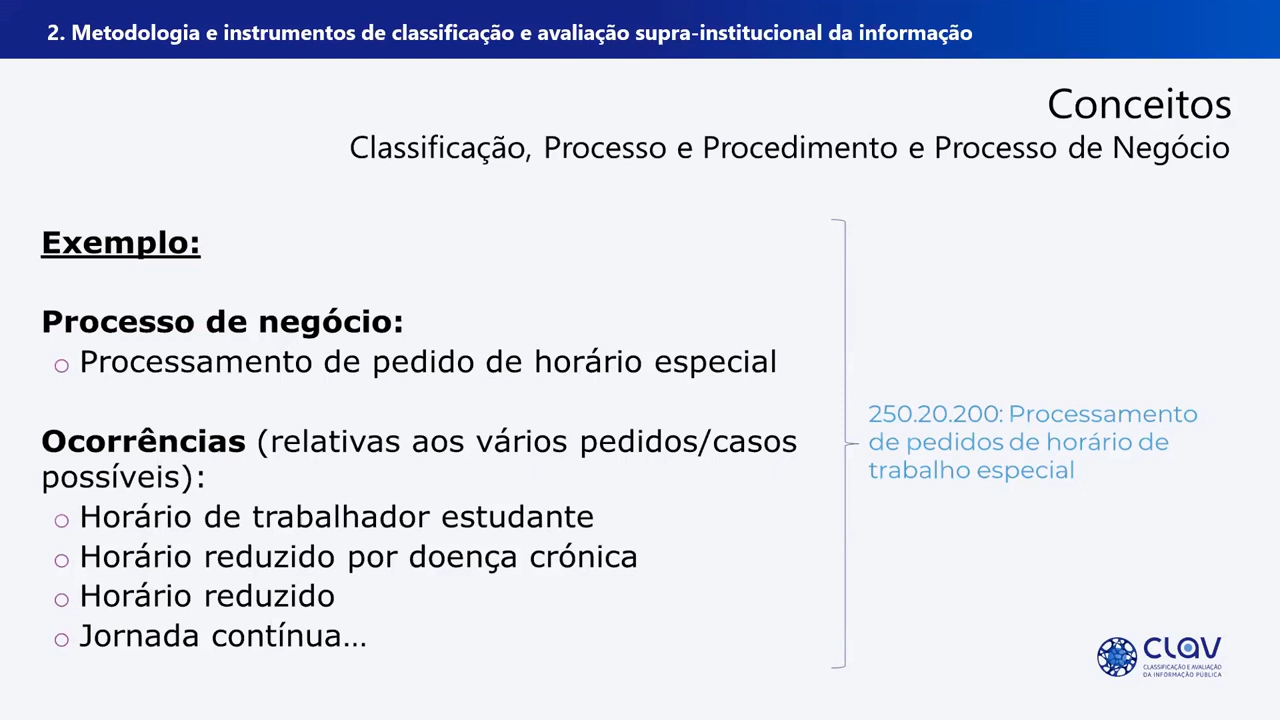 2. Metodologia e instrumentos de classificação e avaliação supra-institucional da informação
Conceitos
Classificação, Processo e Procedimento e Processo de Negócio
Exemplo:
Processo de negócio:
o Processamento de pedido de horário especial
Ocorrências (relativas aos vários pedidos/casos
possíveis):
o Horário de trabalhador estudante
o Horário reduzido por doença crónica
o Horário reduzido
o Jornada contínua...
250.20.200: Processamento
de pedidos de horário de
trabalho especial
CLAV
CLASSIFICAÇÃO E AVALIAÇÃO
DA INFORMAÇÃO PÚBLICA